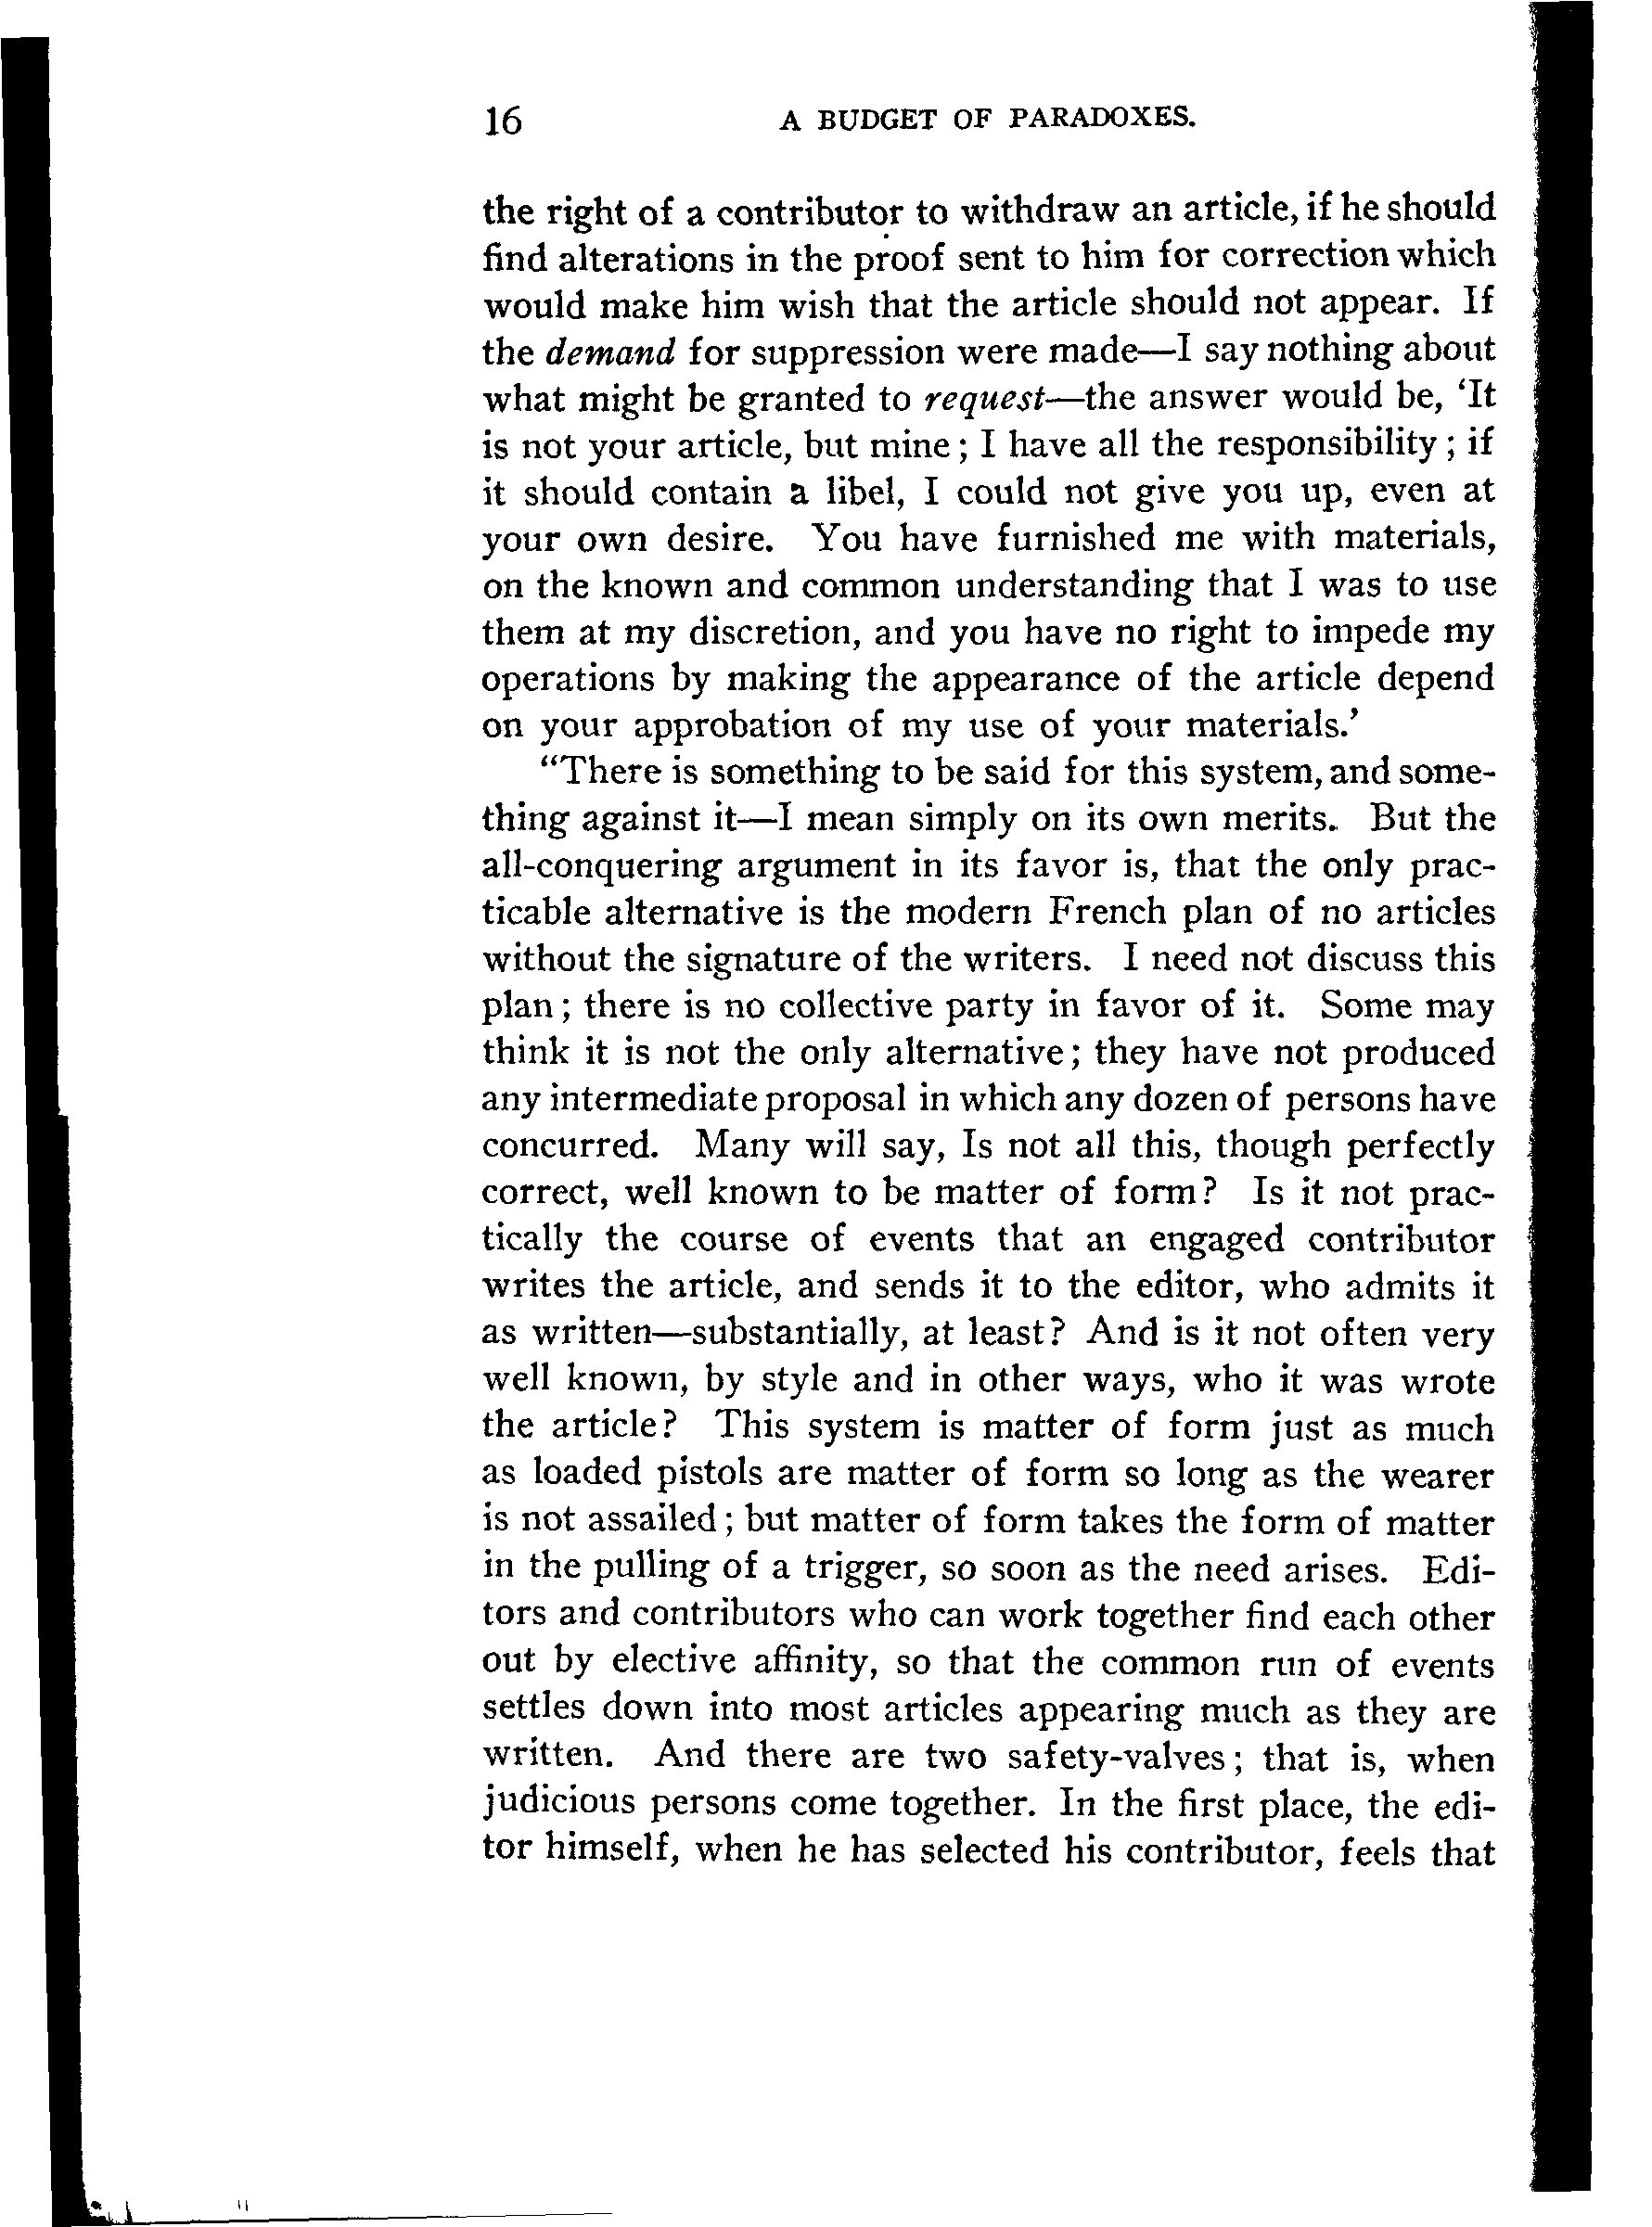 16 A BUDGET OF PARADOXES.
the right of a contributor to withdraw an article, if he should
find alterations in the proof sent to him for correction which
would make him wish that the article should not appear. If
the demand for suppression were made—I say nothing about
what might be granted to request—the answer would be, ‘It
is not your article, but mine; I have all the responsibility; if
it should contain a libel, I could not give you up, even at
your own desire. You have furnished me with materials,
on the known and common understanding that I was to use
them at my discretion, and you have no right to impede my
operations by making the appearance of the article depend
on your approbation of my use of your materials.’
“There is something to be said for this system, and some-
thing against it—I mean simply on its own merits. But the
all-conquering argument in its favor is, that the only prac-
ticable alternative is the modern French plan of no articles
without the signature of the writers. I need not discuss this
plan; there is no collective party in favor of it. Some may
think it is not the only alternative; they have not produced
any intermediate proposal in which any dozen of persons have
concurred. Many will say, Is not all this, though perfectly
correct, well known to be matter of form? Is it not prac-
tically the course of events that an engaged contributor
writes the article, and sends it to the editor, who admits it
as written—substantially, at least? And is it not often very
well known, by style and in other ways, who it was wrote
the article? This system is matter of form just as much
as loaded pistols are matter of form so long as the wearer
is not assailed; but matter of form takes the form of matter
in the pulling of a trigger, so soon as the need arises. Edi-
tors and contributors who can work together find each other
out by elective affinity, so that the common run of events
settles down into most articles appearing much as they are
written. And there are two safety-valves; that is, when
judicious persons come together. In the first place, the edi-
tor himself, when he has selected his contributor, feels that